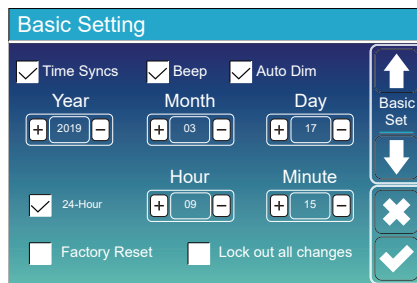 Basic Setting
Time Syncs Beep Auto Dim
Year Month Day
+ 2019 − + 03 − + 17 −
Basic
Set
Hour Minute
24-Hour + 09 − + 15 −
Factory Reset Lock out all changes